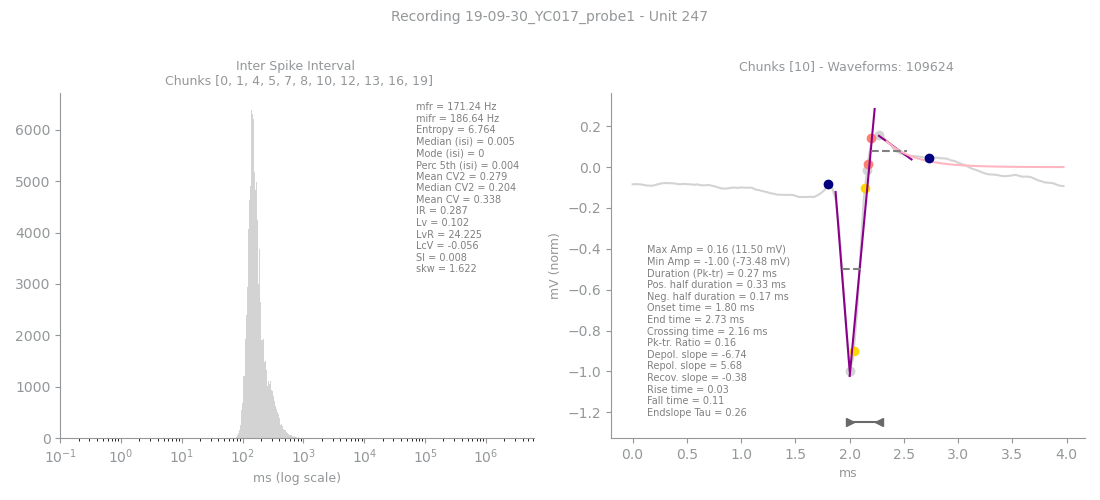 Recording 19-09-30_YC017_probe1 - Unit 247
Inter Spike Interval
Chunks [0, 1, 4, 5, 7, 8, 10, 12, 13, 16, 19]
mfr = 171.24 Hz
mifr = 186.64 Hz
Entropy = 6.764
Median (isi) = 0.005
Mode (isi) = 0
Perc 5th (isi) = 0.004
Mean CV2 = 0.279
Median CV2 = 0.204
Mean CV = 0.338
IR = 0.287
Lv = 0.102
LvR = 24.225
LcV = -0.056
SI = 0.008
skw = 1.622
6000
5000
4000
3000
2000
1000
0
10⁻¹ 10⁰ 10¹ 10² 10³ 10⁴ 10⁵ 10⁶
ms (log scale)
Chunks [10] - Waveforms: 109624
mV (norm)
0.2
0.0
−0.2
−0.4
−0.6
−0.8
−1.0
−1.2
Max Amp = 0.16 (11.50 mV)
Min Amp = -1.00 (-73.48 mV)
Duration (Pk-tr) = 0.27 ms
Pos. half duration = 0.33 ms
Neg. half duration = 0.17 ms
Onset time = 1.80 ms
End time = 2.73 ms
Crossing time = 2.16 ms
Pk-tr. Ratio = 0.16
Depol. slope = -6.74
Repol. slope = 5.68
Recov. slope = -0.38
Rise time = 0.03
Fall time = 0.11
Endslope Tau = 0.26
0.0 0.5 1.0 1.5 2.0 2.5 3.0 3.5 4.0
ms